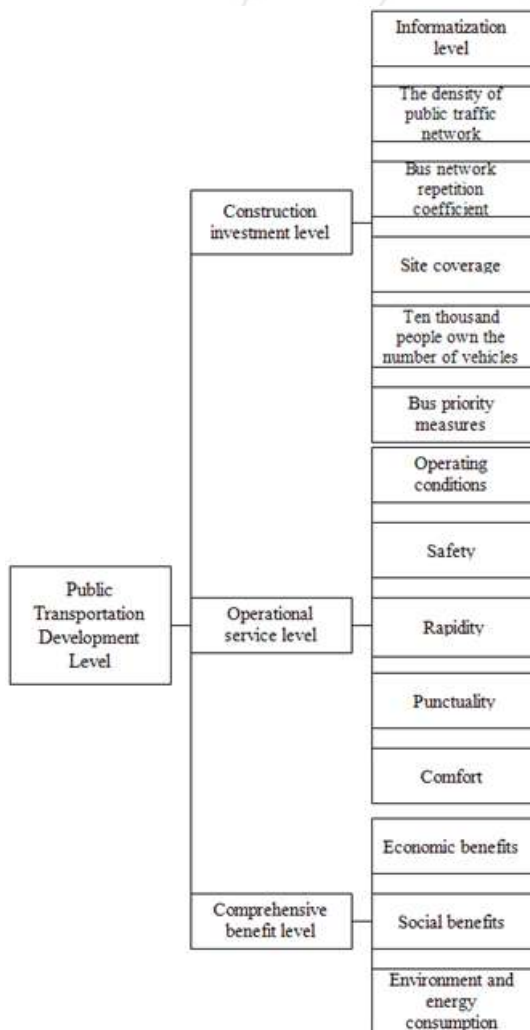 Informatization
level
The density of
public traffic
network
Bus network
repetition
coefficient
Construction
investment level
Site coverage
Ten thousand
people own the
number of vehicles
Bus priority
measures
Operating
conditions
Safety
Public
Transportation
Development
Level
Operational
service level
Rapidity
Punctuality
Comfort
Economic benefits
Comprehensive
benefit level
Social benefits
Environment and
energy
consumption